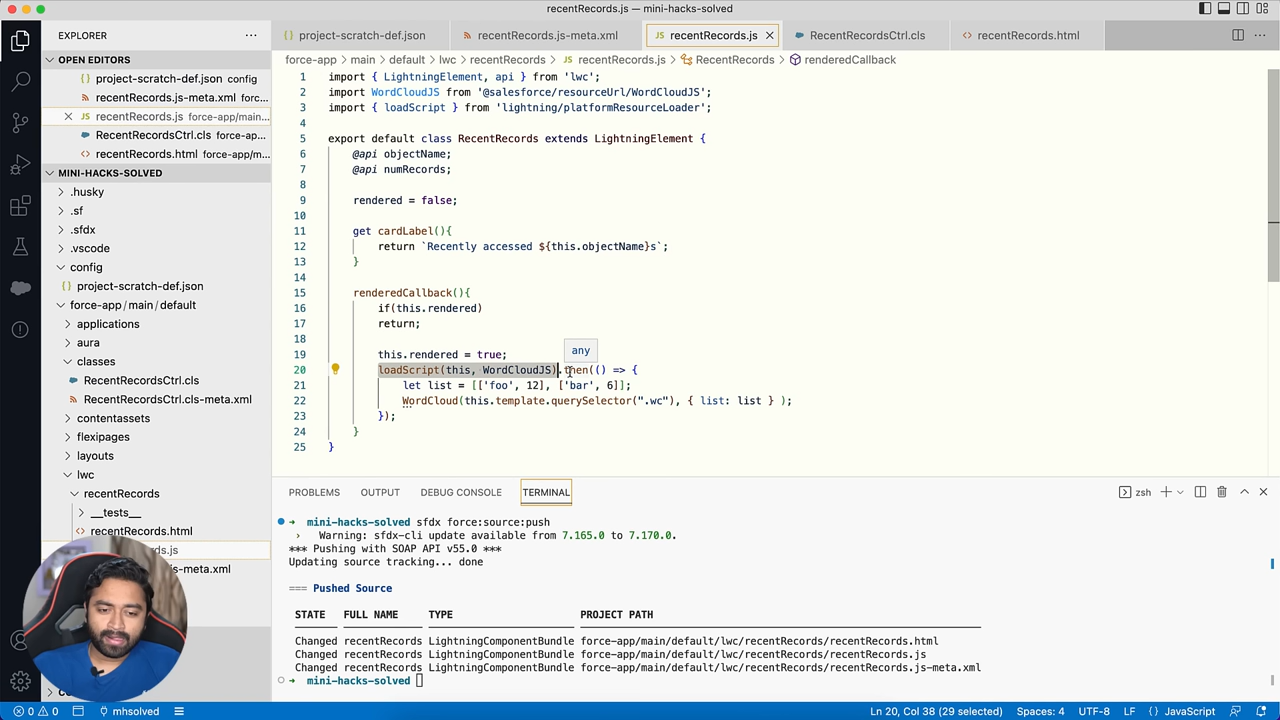 recentRecords.js — mini-hacks-solved
EXPLORER
OPEN EDITORS
project-scratch-def.json config
recentRecords.js-meta.xml forc...
recentRecords.js force-app/main...
RecentRecordsCtrl.cls force-ap...
recentRecords.html force-app/m...
MINI-HACKS-SOLVED
.husky
.sf
.sfdx
.vscode
config
project-scratch-def.json
force-app/main/default
applications
aura
classes
RecentRecordsCtrl.cls
RecentRecordsCtrl.cls-meta.xml
contentassets
flexipages
layouts
lwc
recentRecords
__tests__
recentRecords.html
project-scratch-def.json
recentRecords.js-meta.xml
recentRecords.js
RecentRecordsCtrl.cls
recentRecords.html
force-app > main > default > lwc > recentRecords > recentRecords.js > RecentRecords > renderedCallback
1 import { LightningElement, api } from 'lwc';
2 import WordCloudJS from '@salesforce/resourceUrl/WordCloudJS';
3 import { loadScript } from 'lightning/platformResourceLoader';
4
5 export default class RecentRecords extends LightningElement {
6 @api objectName;
7 @api numRecords;
8
9 rendered = false;
10
11 get cardLabel(){
12 return `Recently accessed ${this.objectName}s`;
13 }
14
15 renderedCallback(){
16 if(this.rendered)
17 return;
18
19 this.rendered = true;
any
20 loadScript(this, WordCloudJS).then(() => {
21 let list = [['foo', 12], ['bar', 6]];
22 WordCloud(this.template.querySelector(".wc"), { list: list } );
23 });
24 }
25 }
PROBLEMS
OUTPUT
DEBUG CONSOLE
TERMINAL
zsh
➜ mini-hacks-solved sfdx force:source:push
› Warning: sfdx-cli update available from 7.165.0 to 7.170.0.
*** Pushing with SOAP API v55.0 ***
Updating source tracking... done
=== Pushed Source
STATE FULL NAME TYPE PROJECT PATH
Changed recentRecords LightningComponentBundle force-app/main/default/lwc/recentRecords/recentRecords.html
Changed recentRecords LightningComponentBundle force-app/main/default/lwc/recentRecords/recentRecords.js
Changed recentRecords LightningComponentBundle force-app/main/default/lwc/recentRecords/recentRecords.js-meta.xml
➜ mini-hacks-solved
0 0 mhsolved
Ln 20, Col 38 (29 selected)
Spaces: 4
UTF-8
LF
{} JavaScript